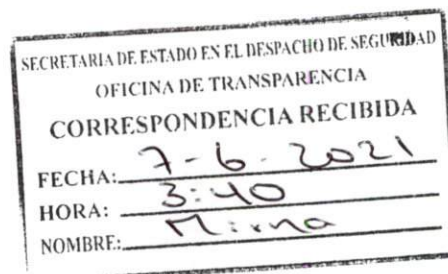 SECRETARIA DE ESTADO EN EL DESPACHO DE SEGURIDAD
OFICINA DE TRANSPARENCIA
CORRESPONDENCIA RECIBIDA
FECHA: 7-6-2021
HORA: 3:40
NOMBRE: Mirna